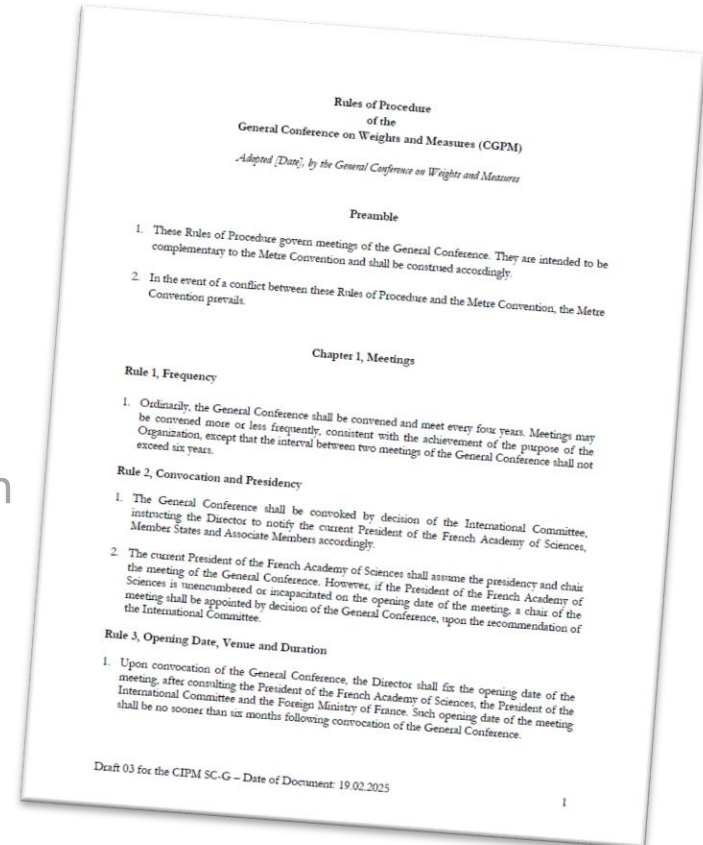 Rules of Procedure
of the
General Conference on Weights and Measures (CGPM)
Adopted [Date], by the General Conference on Weights and Measures
Preamble
1. These Rules of Procedure govern meetings of the General Conference. They are intended to be
complementary to the Metre Convention and shall be construed accordingly.
2. In the event of a conflict between these Rules of Procedure and the Metre Convention, the Metre
Convention prevails.
Chapter 1, Meetings
Rule 1, Frequency
1. Ordinarily, the General Conference shall be convened and meet every four years. Meetings may
be convened more or less frequently, consistent with the achievement of the purpose of the
Organization, except that the interval between two meetings of the General Conference shall not
exceed six years.
Rule 2, Convocation and Presidency
1. The General Conference shall be convoked by decision of the International Committee,
instructing the Director to notify the current President of the French Academy of Sciences,
Member States and Associate Members accordingly.
2. The current President of the French Academy of Sciences shall assume the presidency and chair
the meeting of the General Conference. However, if the President of the French Academy of
Sciences is unencumbered or incapacitated on the opening date of the meeting, a chair of the
meeting shall be appointed by decision of the General Conference, upon the recommendation of
the International Committee.
Rule 3, Opening Date, Venue and Duration
1. Upon convocation of the General Conference, the Director shall fix the opening date of the
meeting, after consulting the President of the French Academy of Sciences, the President of the
International Committee and the Foreign Ministry of France. Such opening date of the meeting
shall be no sooner than six months following convocation of the General Conference.
Draft 03 for the CIPM SC-G – Date of Document: 19.02.2025
1
n